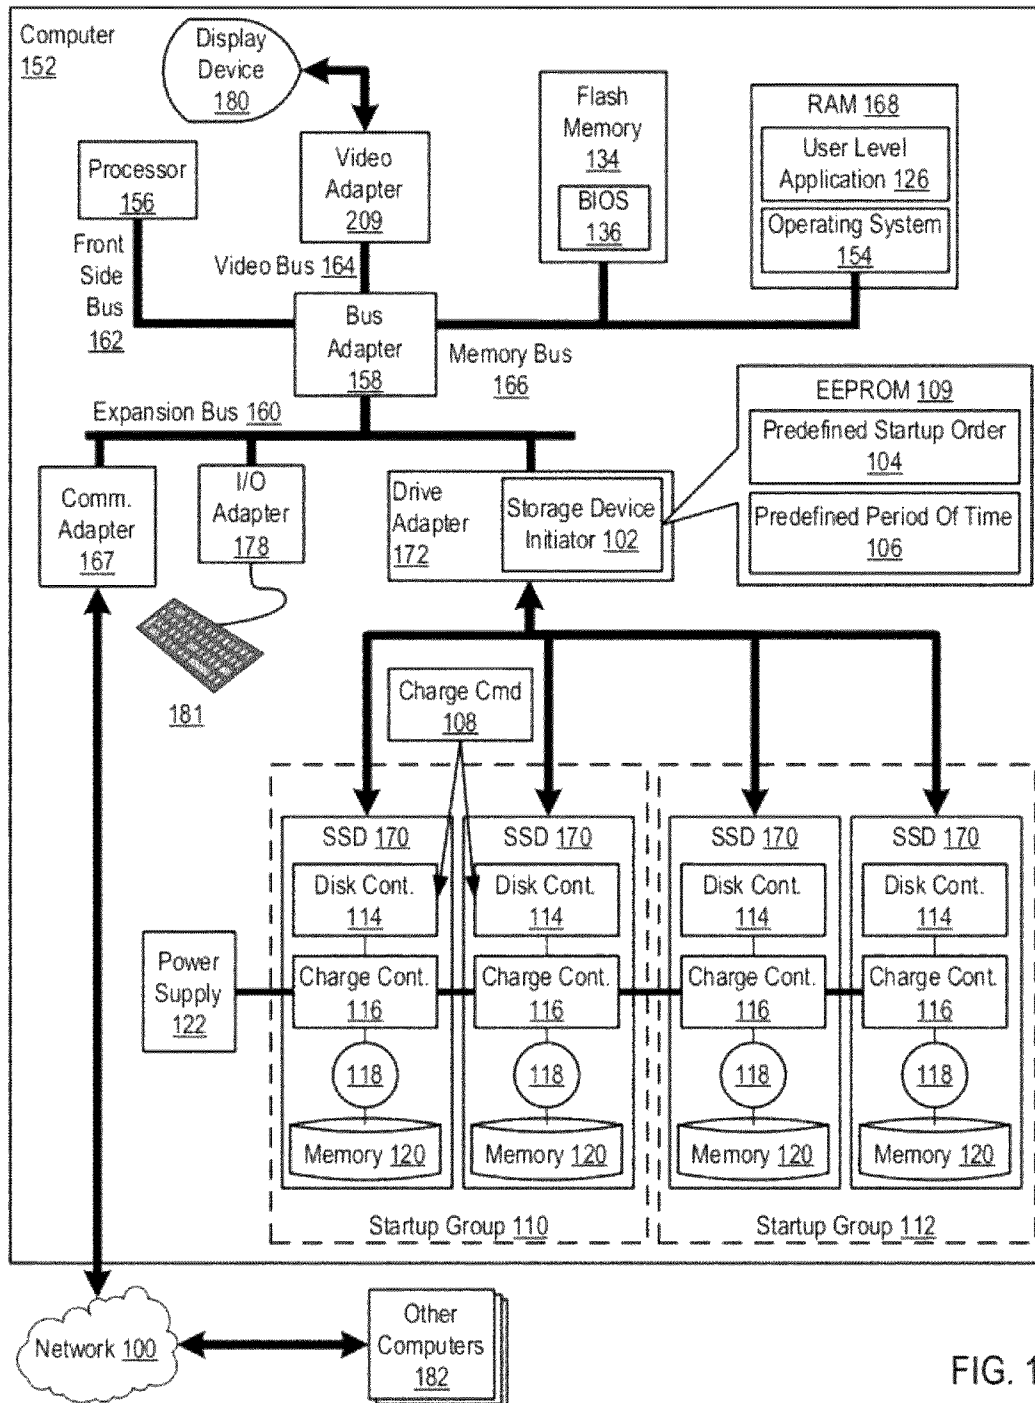 Computer
152
Display
Device
180
Processor
156
Video
Adapter
209
Flash
Memory
134
BIOS
136
RAM 168
User Level
Application 126
Operating System
154
Front
Side
Bus
162
Video Bus 164
Bus
Adapter
158
Memory Bus
166
Expansion Bus 160
EEPROM 109
Predefined Startup Order
104
Predefined Period Of Time
106
Comm.
Adapter
167
I/O
Adapter
178
Drive
Adapter
172
Storage Device
Initiator 102
181
Charge Cmd
108
SSD 170
Disk Cont.
114
Charge Cont.
116
118
Memory 120
SSD 170
Disk Cont.
114
Charge Cont.
116
118
Memory 120
Startup Group 110
SSD 170
Disk Cont.
114
Charge Cont.
116
118
Memory 120
SSD 170
Disk Cont.
114
Charge Cont.
116
118
Memory 120
Startup Group 112
Power
Supply
122
Network 100
Other
Computers
182
FIG. 1